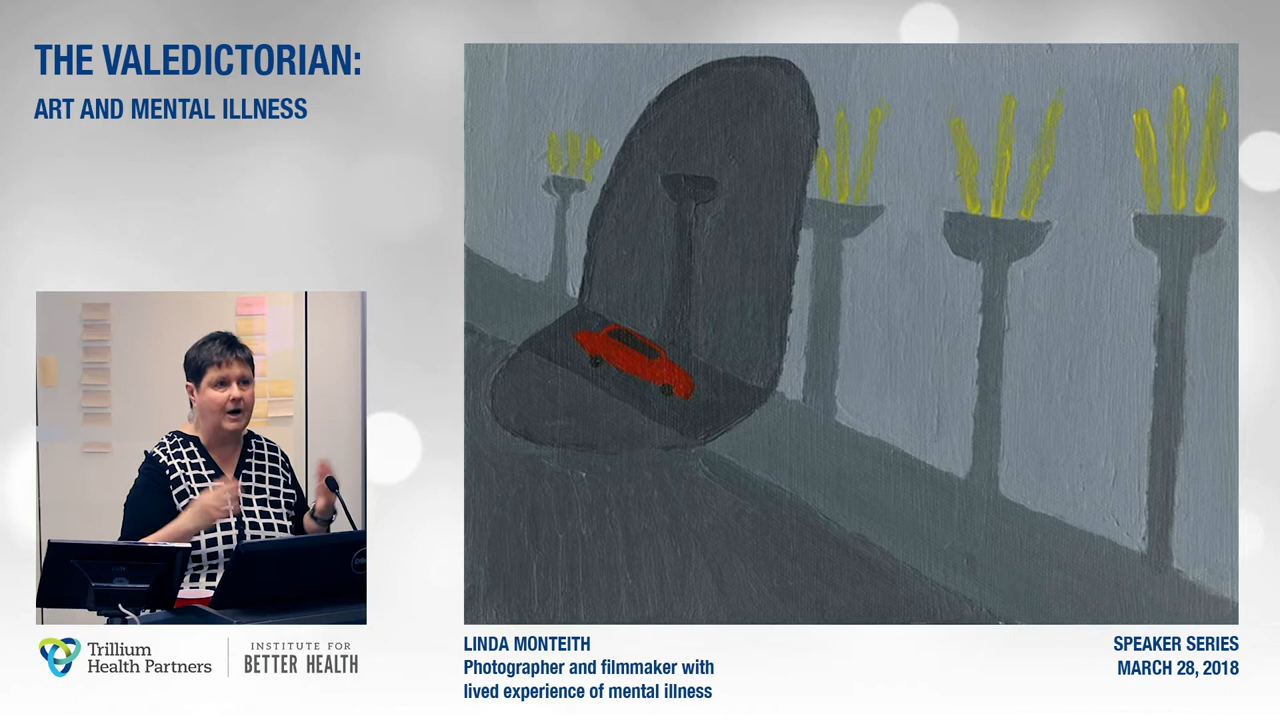 THE VALEDICTORIAN:
ART AND MENTAL ILLNESS
Trillium
Health Partners
INSTITUTE FOR
BETTER HEALTH
LINDA MONTEITH
Photographer and filmmaker with
lived experience of mental illness
SPEAKER SERIES
MARCH 28, 2018